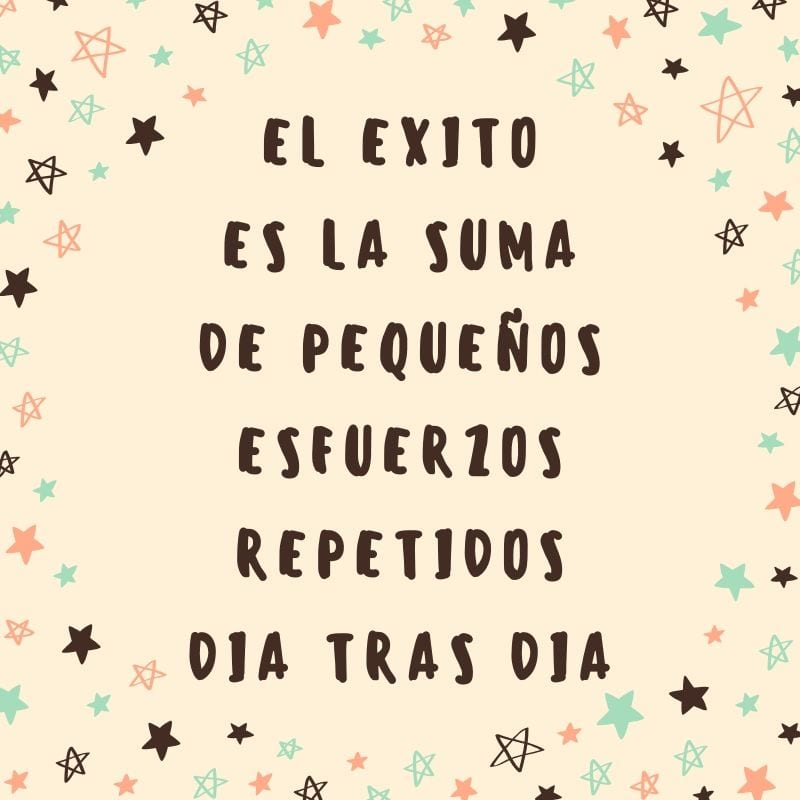 EL EXITO
ES LA SUMA
DE PEQUEÑOS
ESFUERZOS
REPETIDOS
DIA TRAS DIA